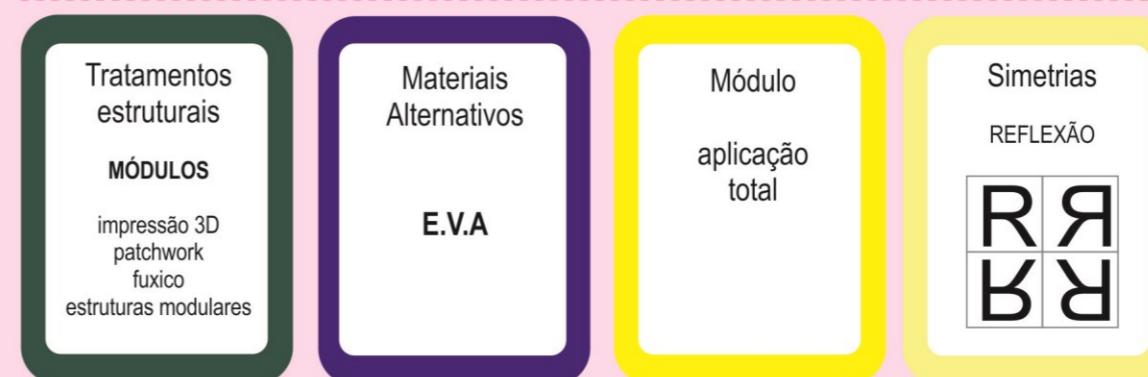 Tratamentos
estruturais
MÓDULOS
impressão 3D
patchwork
fuxico
estruturas modulares
Materiais
Alternativos
E.V.A
Módulo
aplicação
total
Simetrias
REFLEXÃO
R R
R R